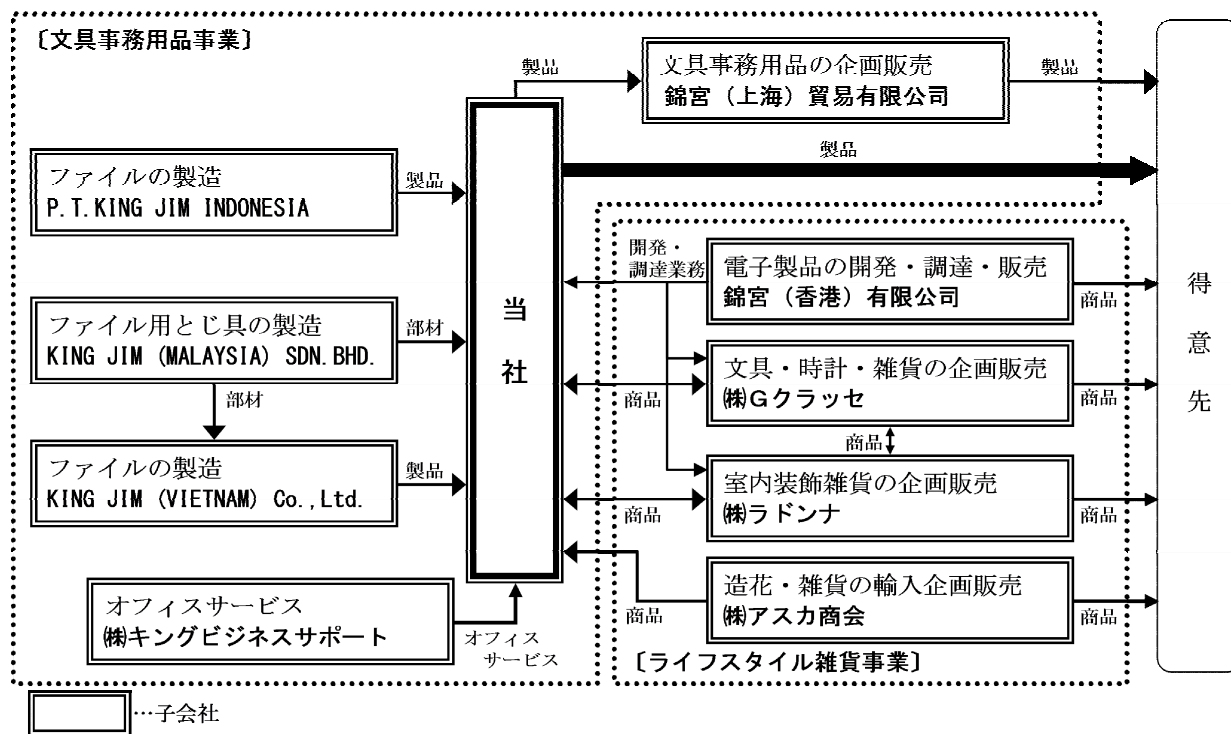 〔文具事務用品事業〕
製品
文具事務用品の企画販売
錦宮（上海）貿易有限公司
製品
製品
ファイルの製造
P.T.KING JIM INDONESIA
製品
ファイル用とじ具の製造
KING JIM (MALAYSIA) SDN.BHD.
部材
部材
ファイルの製造
KING JIM (VIETNAM) Co.,Ltd.
製品
オフィスサービス
㈱キングビジネスサポート
オフィス
サービス
当社
開発・
調達業務
電子製品の開発・調達・販売
錦宮（香港）有限公司
商品
文具・時計・雑貨の企画販売
㈱Gクラッセ
商品
商品
商品
室内装飾雑貨の企画販売
㈱ラドンナ
商品
商品
造花・雑貨の輸入企画販売
㈱アスカ商会
商品
商品
〔ライフスタイル雑貨事業〕
得意先
…子会社